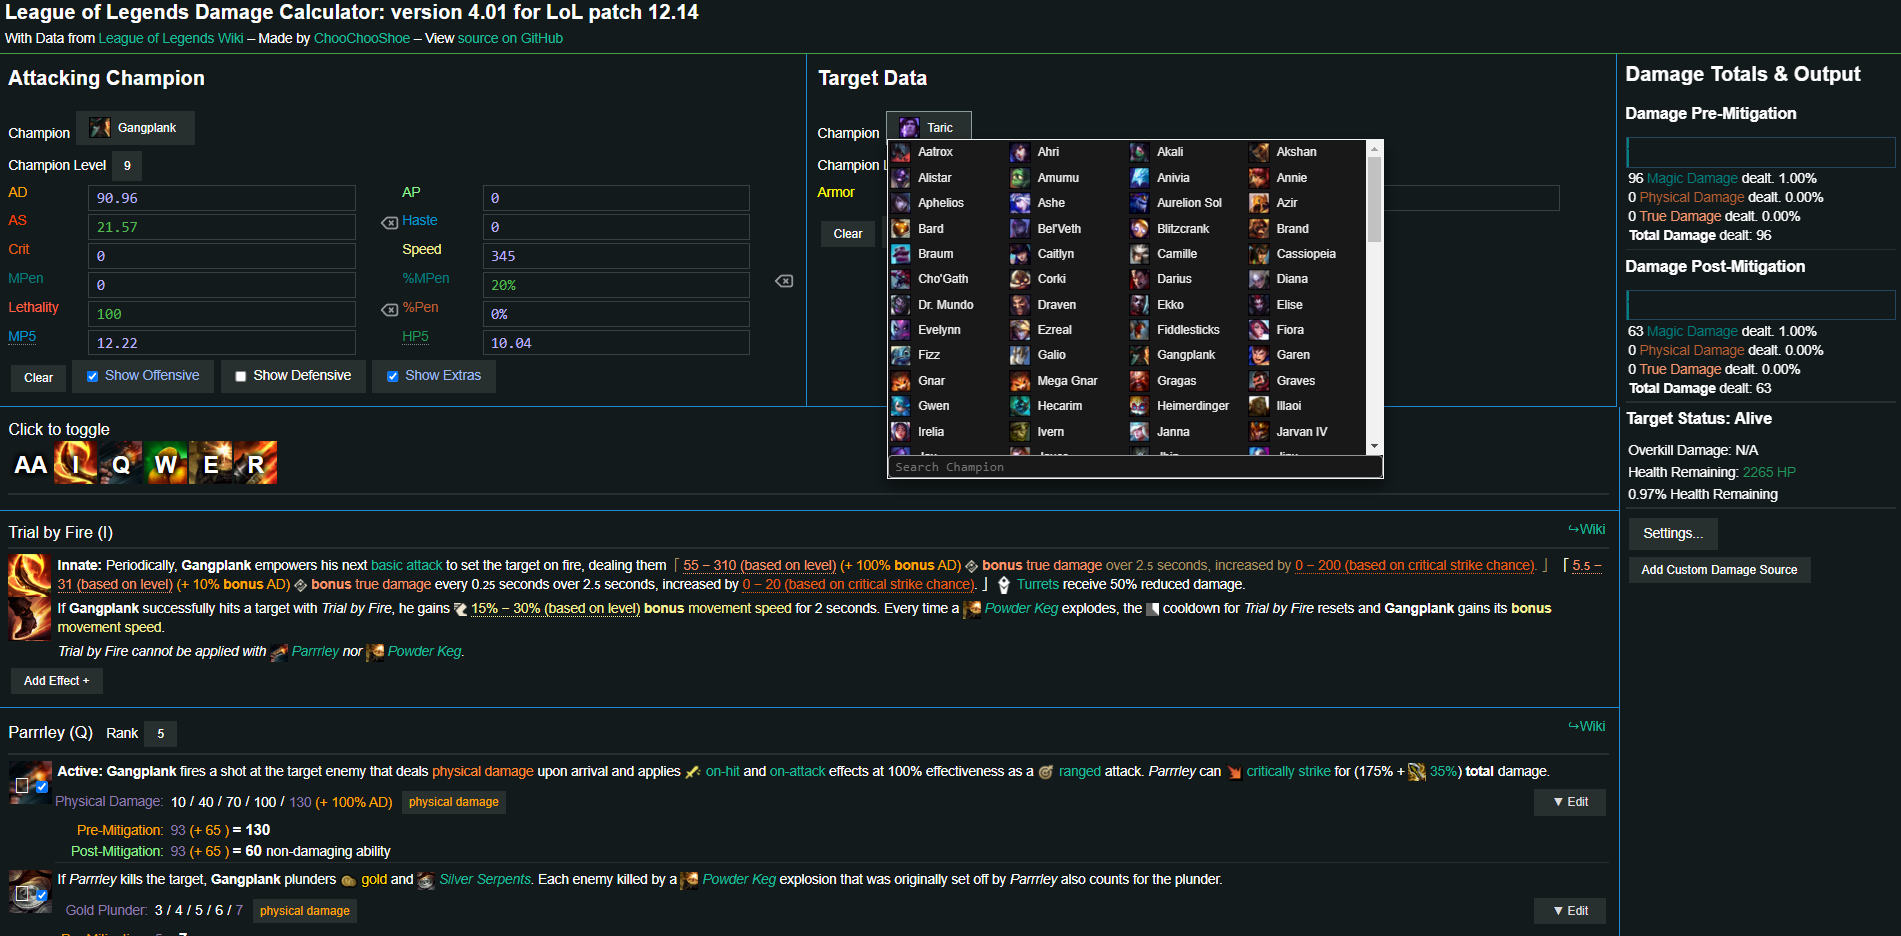 League of Legends Damage Calculator: version 4.01 for LoL patch 12.14
With Data from League of Legends Wiki – Made by ChooChooShoe – View source on GitHub
Attacking Champion
Champion Gangplank
Champion Level 9
AD 90.96 AP 0
AS 21.57 Haste 0
Crit 0 Speed 345
MPen 0 %MPen 20%
Lethality 100 %Pen 0%
MP5 12.22 HP5 10.04
Clear Show Offensive Show Defensive Show Extras
Target Data
Champion Taric
Champion L
Armor
Clear
Aatrox Ahri Akali Akshan
Alistar Amumu Anivia Annie
Aphelios Ashe Aurelion Sol Azir
Bard Bel'Veth Blitzcrank Brand
Braum Caitlyn Camille Cassiopeia
Cho'Gath Corki Darius Diana
Dr. Mundo Draven Ekko Elise
Evelynn Ezreal Fiddlesticks Fiora
Fizz Galio Gangplank Garen
Gnar Mega Gnar Gragas Graves
Gwen Hecarim Heimerdinger Illaoi
Irelia Ivern Janna Jarvan IV
Search Champion
Damage Totals & Output
Damage Pre-Mitigation
96 Magic Damage dealt. 1.00%
0 Physical Damage dealt. 0.00%
0 True Damage dealt. 0.00%
Total Damage dealt: 96
Damage Post-Mitigation
63 Magic Damage dealt. 1.00%
0 Physical Damage dealt. 0.00%
0 True Damage dealt. 0.00%
Total Damage dealt: 63
Target Status: Alive
Overkill Damage: N/A
Health Remaining: 2265 HP
0.97% Health Remaining
Settings...
Add Custom Damage Source
Click to toggle
AA I Q W E R
Trial by Fire (I) ↪Wiki
Innate: Periodically, Gangplank empowers his next basic attack to set the target on fire, dealing them ⌈ 55 – 310 (based on level) (+ 100% bonus AD) bonus true damage over 2.5 seconds, increased by 0 – 200 (based on critical strike chance). ⌋ ⌈ 5.5 –
31 (based on level) (+ 10% bonus AD) bonus true damage every 0.25 seconds over 2.5 seconds, increased by 0 – 20 (based on critical strike chance). ⌋ Turrets receive 50% reduced damage.
If Gangplank successfully hits a target with Trial by Fire, he gains 15% – 30% (based on level) bonus movement speed for 2 seconds. Every time a Powder Keg explodes, the cooldown for Trial by Fire resets and Gangplank gains its bonus
movement speed.
Trial by Fire cannot be applied with Parrrley nor Powder Keg.
Add Effect +
Parrrley (Q) Rank 5 ↪Wiki
Active: Gangplank fires a shot at the target enemy that deals physical damage upon arrival and applies on-hit and on-attack effects at 100% effectiveness as a ranged attack. Parrrley can critically strike for (175% + 35%) total damage.
Physical Damage: 10 / 40 / 70 / 100 / 130 (+ 100% AD) physical damage ▼ Edit
Pre-Mitigation: 93 (+ 65 ) = 130
Post-Mitigation: 93 (+ 65 ) = 60 non-damaging ability
If Parrrley kills the target, Gangplank plunders gold and Silver Serpents. Each enemy killed by a Powder Keg explosion that was originally set off by Parrrley also counts for the plunder.
Gold Plunder: 3 / 4 / 5 / 6 / 7 physical damage ▼ Edit